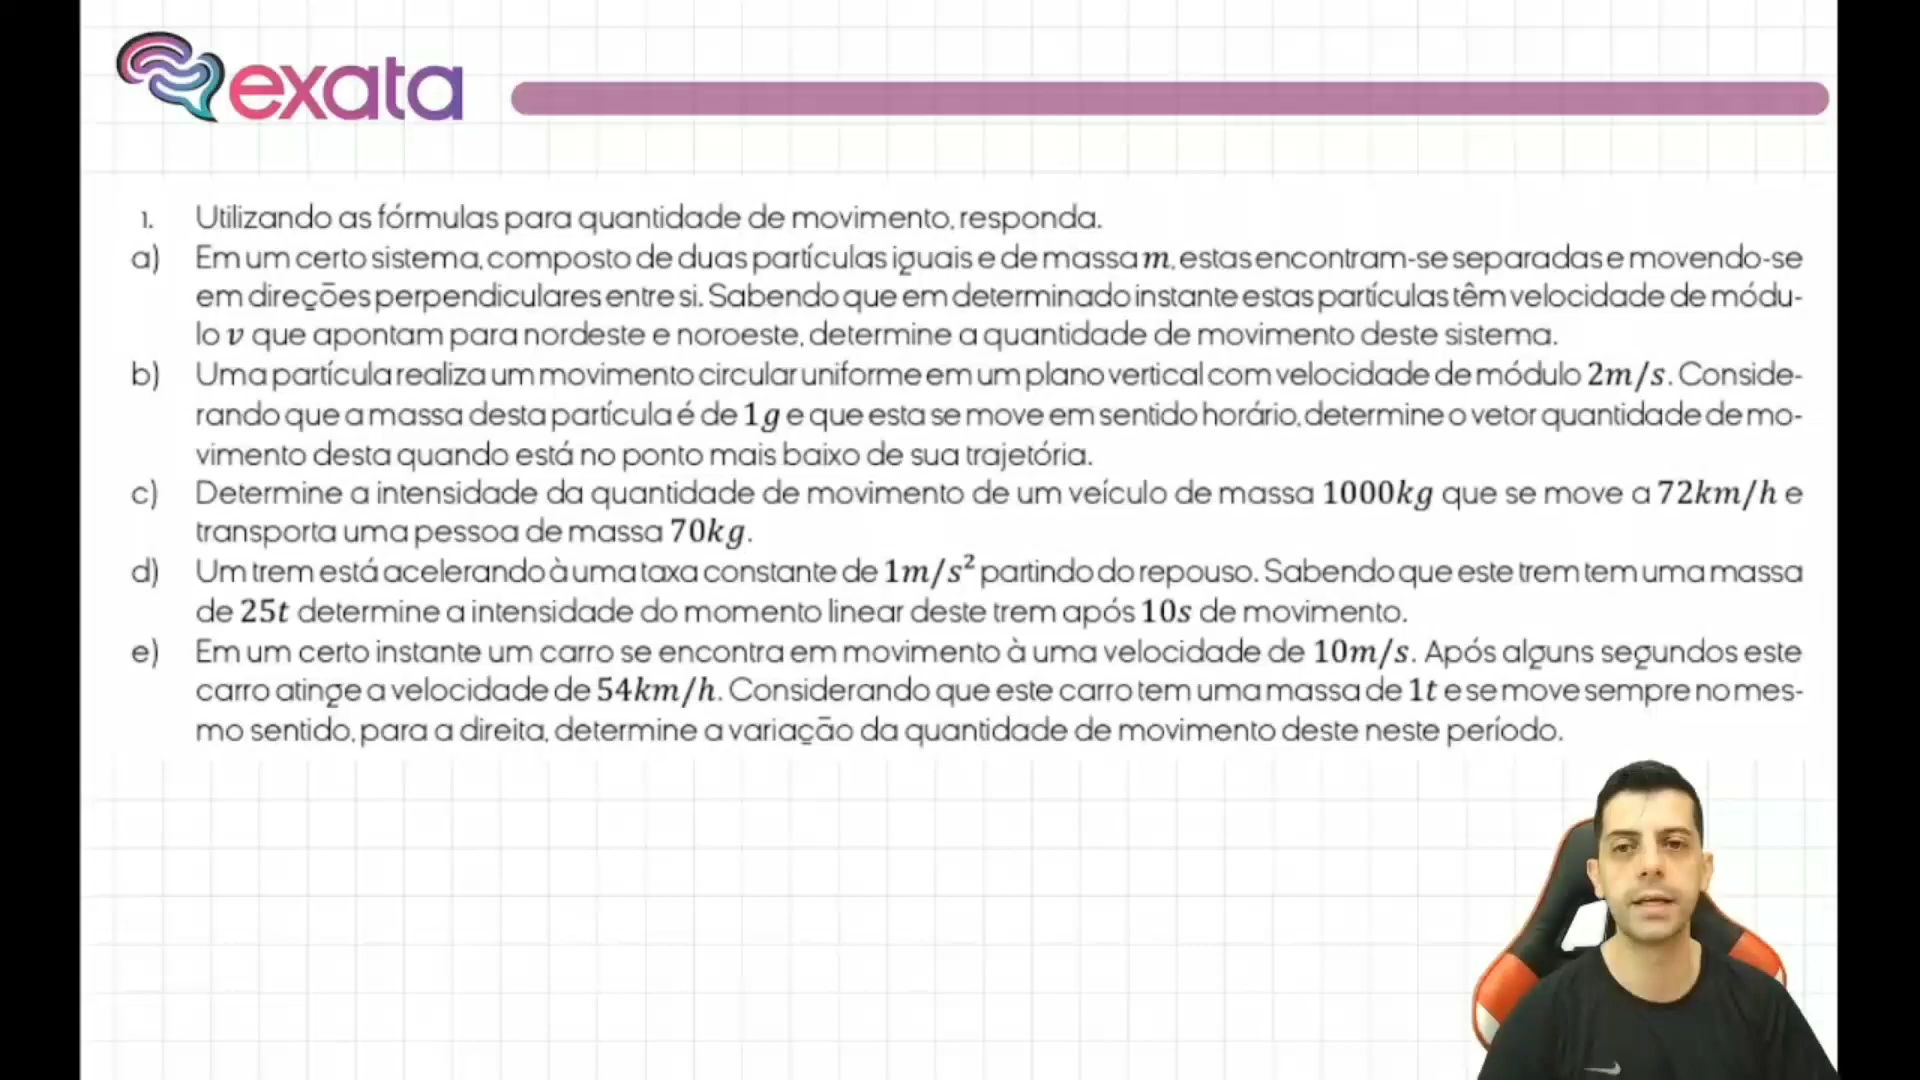 exata
1. Utilizando as fórmulas para quantidade de movimento, responda.
a) Em um certo sistema, composto de duas partículas iguais e de massa m, estas encontram-se separadas e movendo-se
em direções perpendiculares entre si. Sabendo que em determinado instante estas partículas têm velocidade de módu-
lo v que apontam para nordeste e noroeste, determine a quantidade de movimento deste sistema.
b) Uma partícula realiza um movimento circular uniforme em um plano vertical com velocidade de módulo 2m/s. Conside-
rando que a massa desta partícula é de 1g e que esta se move em sentido horário, determine o vetor quantidade de mo-
vimento desta quando está no ponto mais baixo de sua trajetória.
c) Determine a intensidade da quantidade de movimento de um veículo de massa 1000kg que se move a 72km/h e
transporta uma pessoa de massa 70kg.
d) Um trem está acelerando à uma taxa constante de 1m/s² partindo do repouso. Sabendo que este trem tem uma massa
de 25t determine a intensidade do momento linear deste trem após 10s de movimento.
e) Em um certo instante um carro se encontra em movimento à uma velocidade de 10m/s. Após alguns segundos este
carro atinge a velocidade de 54km/h. Considerando que este carro tem uma massa de 1t e se move sempre no mes-
mo sentido, para a direita, determine a variação da quantidade de movimento deste neste período.